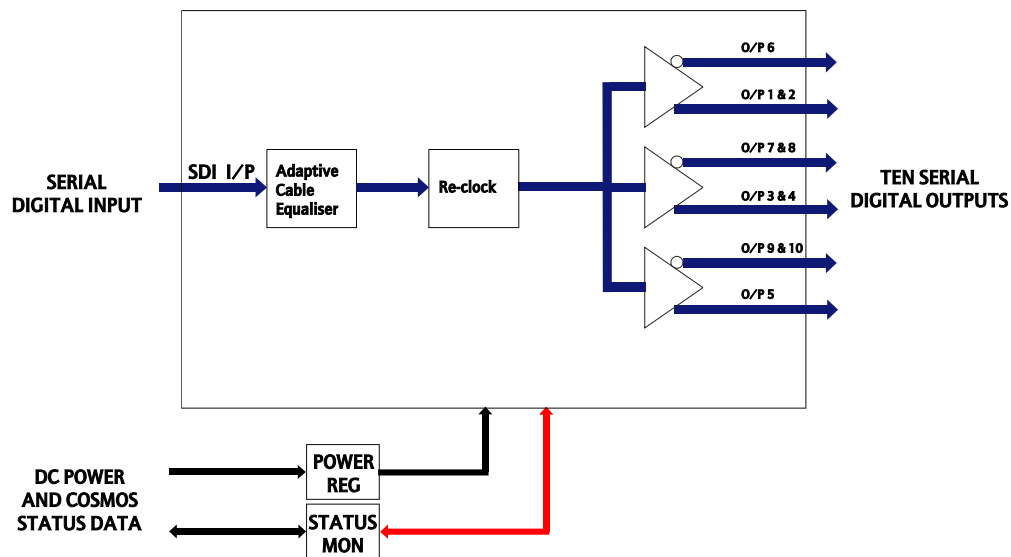 O/P 6
O/P 1 & 2
SDI I/P
Adaptive
Cable
Equaliser
Re-clock
O/P 7 & 8
O/P 3 & 4
O/P 9 & 10
O/P 5
SERIAL
DIGITAL INPUT
TEN SERIAL
DIGITAL OUTPUTS
POWER
REG
STATUS
MON
DC POWER
AND COSMOS
STATUS DATA